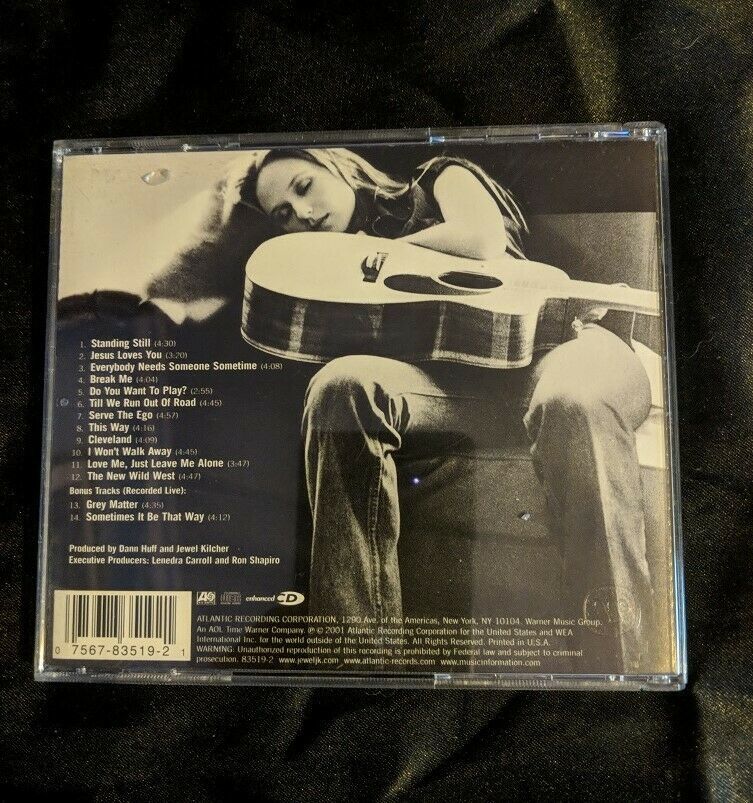 1. Standing Still (4:30)
2. Jesus Loves You (3:20)
3. Everybody Needs Someone Sometime (4:08)
4. Break Me (4:04)
5. Do You Want To Play? (2:55)
6. Till We Run Out Of Road (4:45)
7. Serve The Ego (4:57)
8. This Way (4:16)
9. Cleveland (4:09)
10. I Won't Walk Away (4:45)
11. Love Me, Just Leave Me Alone (3:47)
12. The New Wild West (4:47)
Bonus Tracks (Recorded Live):
13. Grey Matter (4:35)
14. Sometimes It Be That Way (4:12)
Produced by Dann Huff and Jewel Kilcher
Executive Producers: Lenedra Carroll and Ron Shapiro
enhanced CD
ATLANTIC RECORDING CORPORATION, 1290 Ave. of the Americas, New York, NY 10104. Warner Music Group.
An AOL Time Warner Company. ℗ © 2001 Atlantic Recording Corporation for the United States and WEA
International Inc. for the world outside of the United States. All Rights Reserved. Printed in U.S.A.
WARNING: Unauthorized reproduction of this recording is prohibited by Federal law and subject to criminal
prosecution. 83519-2 www.jeweljk.com www.atlantic-records.com www.musicinformation.com
0 7567-83519-2 1